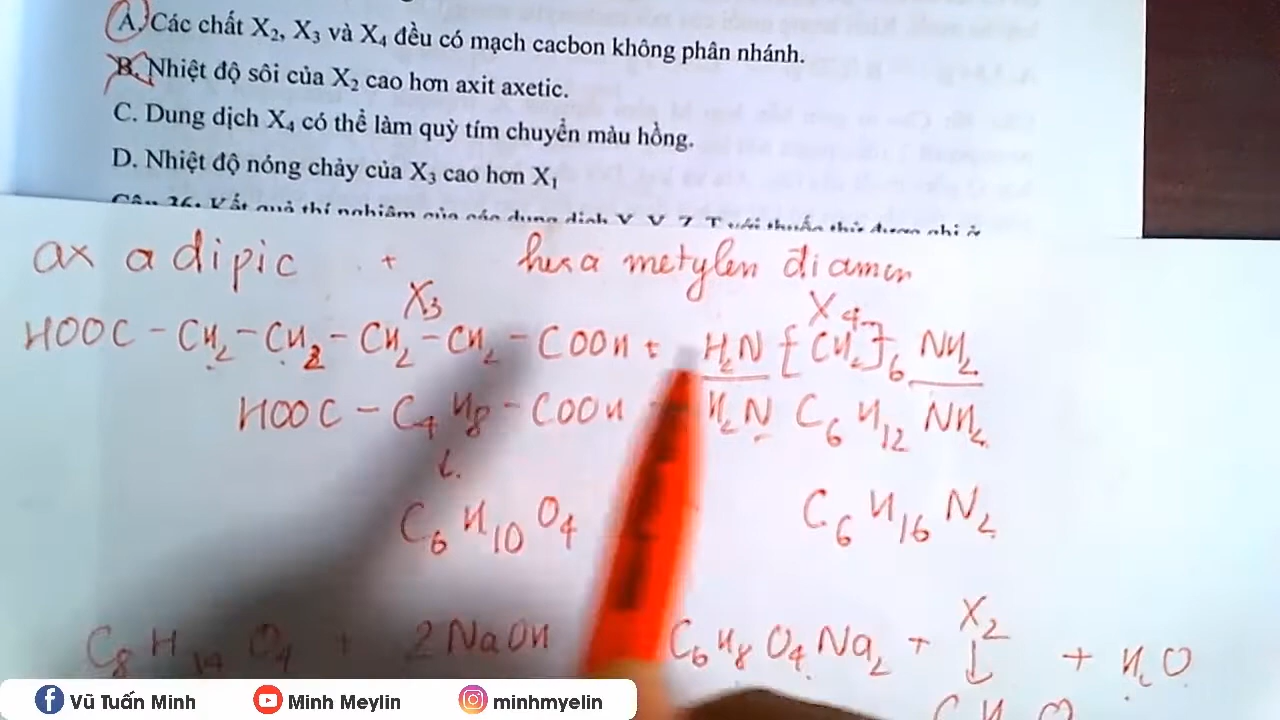 A. Các chất X₂, X₃ và X₄ đều có mạch cacbon không phân nhánh.
B. Nhiệt độ sôi của X₂ cao hơn axit axetic.
C. Dung dịch X₄ có thể làm quỳ tím chuyển màu hồng.
D. Nhiệt độ nóng chảy của X₃ cao hơn X₁
ax adipic + hexa metylen diamin
X₃ X₄
HOOC - CH₂ - CH₂ - CH₂ - CH₂ - COOH + H₂N [CH₂]₆ NH₂
HOOC - C₄H₈ - COOH H₂N C₆H₁₂ NH₂
C₆H₁₀O₄ C₆H₁₆N₂
X₂
C₈H₁₄O₄ + 2NaOH C₆H₈O₄Na₂ + ↓ + H₂O
Vũ Tuấn Minh Minh Meylin minhmyelin